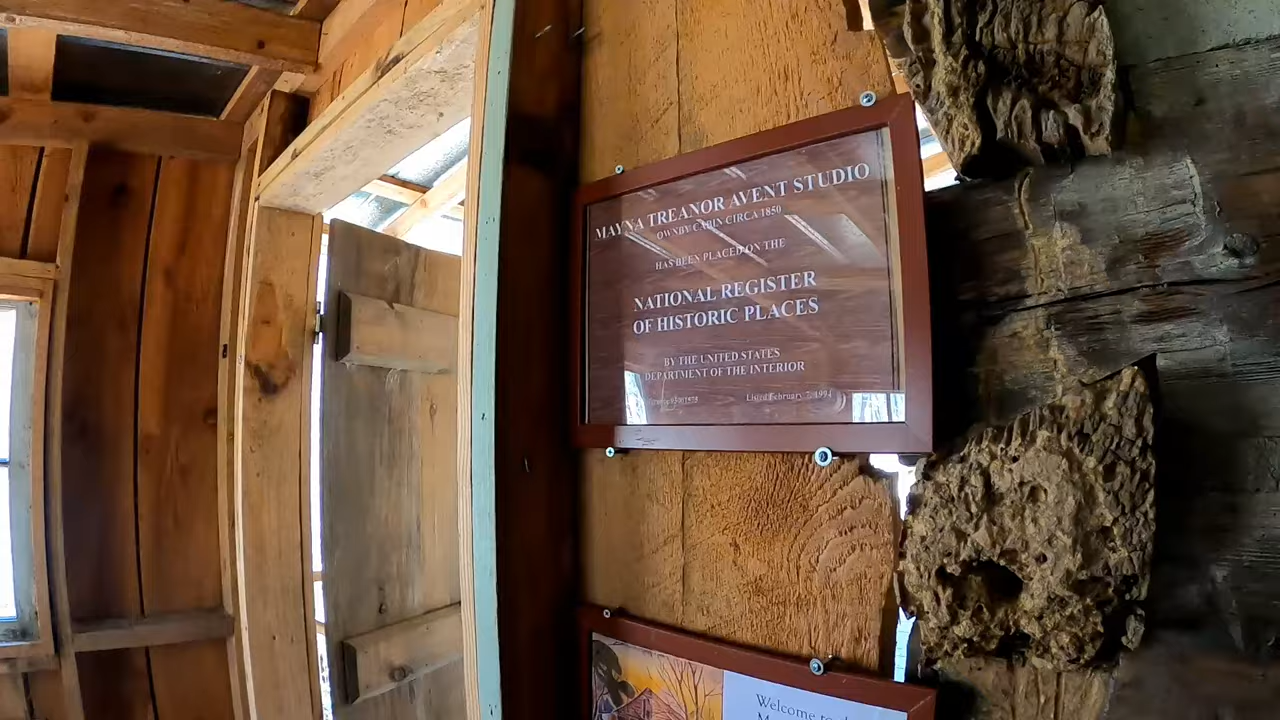 MAYNA TREANOR AVENT STUDIO
OWNBY CABIN CIRCA 1850
HAS BEEN PLACED ON THE
NATIONAL REGISTER
OF HISTORIC PLACES
BY THE UNITED STATES
DEPARTMENT OF THE INTERIOR
Listed February 7, 1994
Welcome to